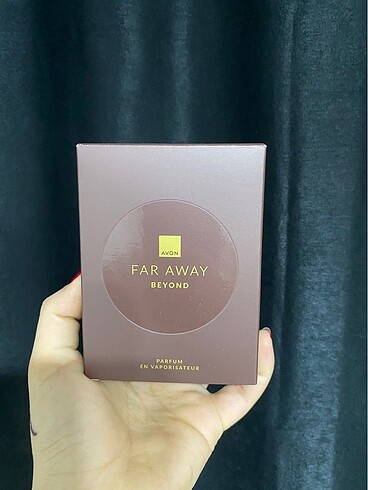 AVON
FAR AWAY
BEYOND
PARFUM
EN VAPORISATEUR